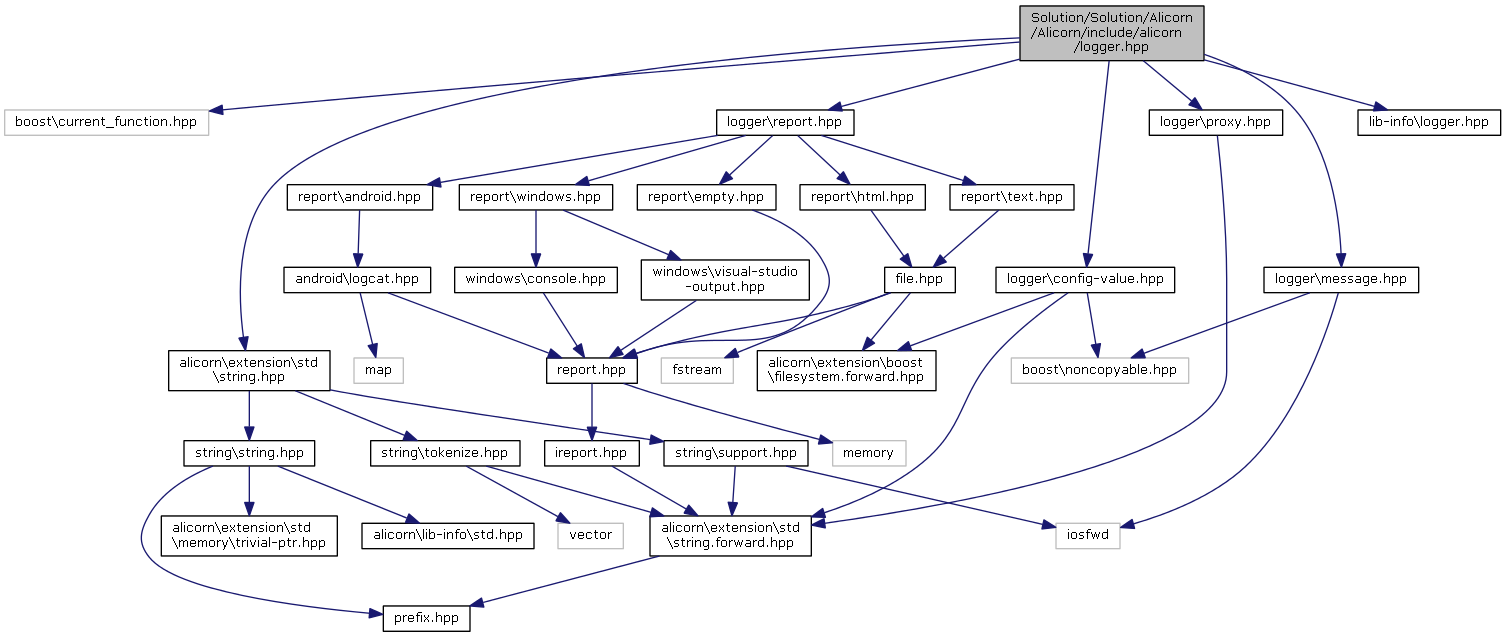 Solution/Solution/Alicorn
/Alicorn/include/alicorn
/logger.hpp
boost\current_function.hpp
logger\report.hpp
logger\proxy.hpp
lib-info\logger.hpp
report\android.hpp
report\windows.hpp
report\empty.hpp
report\html.hpp
report\text.hpp
android\logcat.hpp
windows\console.hpp
windows\visual-studio
-output.hpp
file.hpp
logger\config-value.hpp
logger\message.hpp
alicorn\extension\std
\string.hpp
map
report.hpp
fstream
alicorn\extension\boost
\filesystem.forward.hpp
boost\noncopyable.hpp
string\string.hpp
string\tokenize.hpp
ireport.hpp
string\support.hpp
memory
alicorn\extension\std
\memory\trivial-ptr.hpp
alicorn\lib-info\std.hpp
vector
alicorn\extension\std
\string.forward.hpp
iosfwd
prefix.hpp